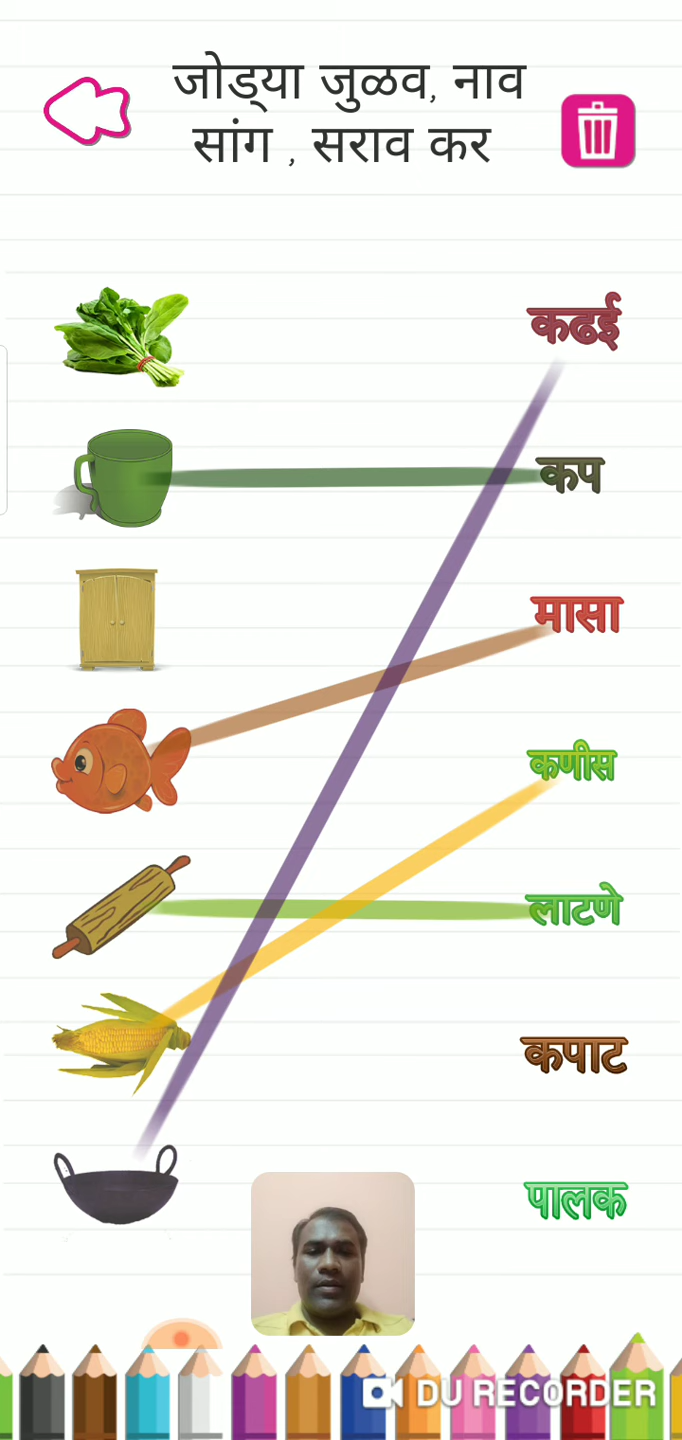 जोड्या जुळव, नाव
सांग , सराव कर
कढई
कप
मासा
कणीस
लाटणे
कपाट
पालक
DU RECORDER